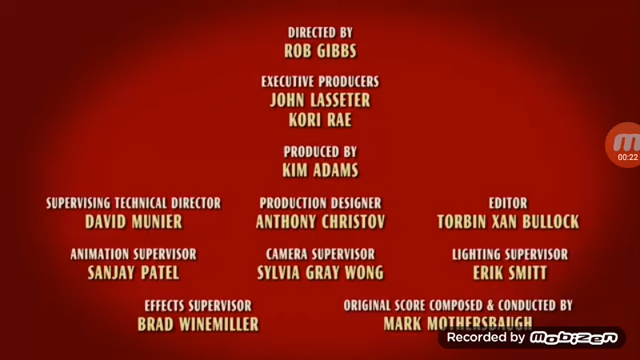 DIRECTED BY
ROB GIBBS
EXECUTIVE PRODUCERS
JOHN LASSETER
KORI RAE
PRODUCED BY
KIM ADAMS
SUPERVISING TECHNICAL DIRECTOR
DAVID MUNIER
PRODUCTION DESIGNER
ANTHONY CHRISTOV
EDITOR
TORBIN XAN BULLOCK
ANIMATION SUPERVISOR
SANJAY PATEL
CAMERA SUPERVISOR
SYLVIA GRAY WONG
LIGHTING SUPERVISOR
ERIK SMITT
EFFECTS SUPERVISOR
BRAD WINEMILLER
ORIGINAL SCORE COMPOSED & CONDUCTED BY
MARK MOTHERSBAUGH
00:22
Recorded by mobizen